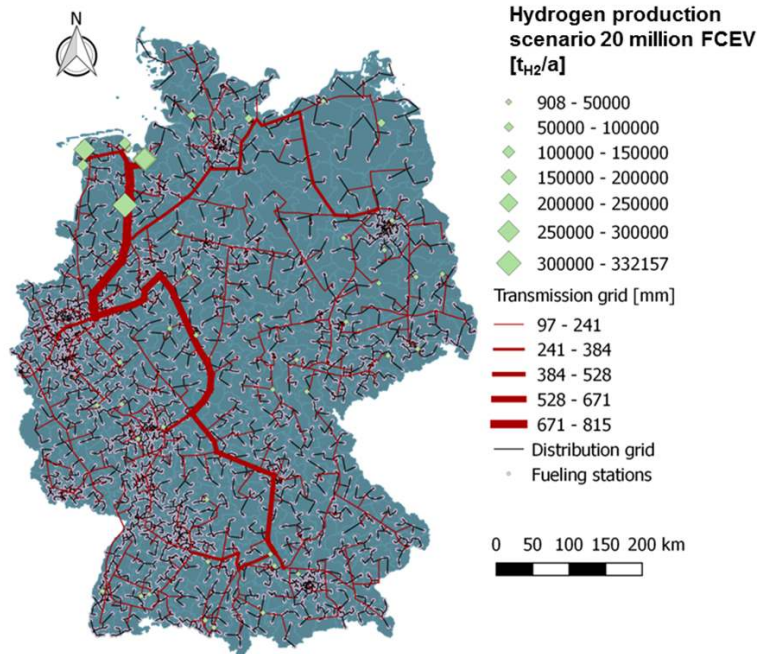 N
Hydrogen production
scenario 20 million FCEV
[tH2/a]
908 - 50000
50000 - 100000
100000 - 150000
150000 - 200000
200000 - 250000
250000 - 300000
300000 - 332157
Transmission grid [mm]
97 - 241
241 - 384
384 - 528
528 - 671
671 - 815
Distribution grid
Fueling stations
0 50 100 150 200 km